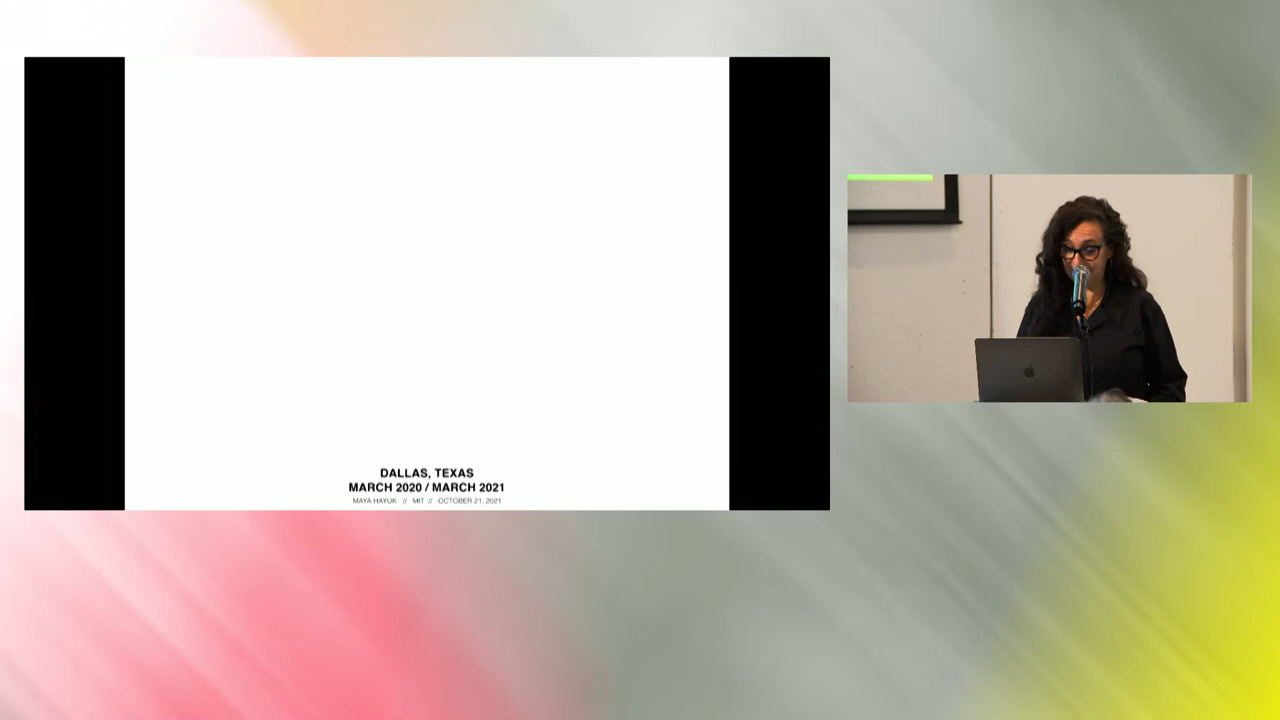 DALLAS, TEXAS
MARCH 2020 / MARCH 2021
MAYA HAYUK // MIT // OCTOBER 21, 2021